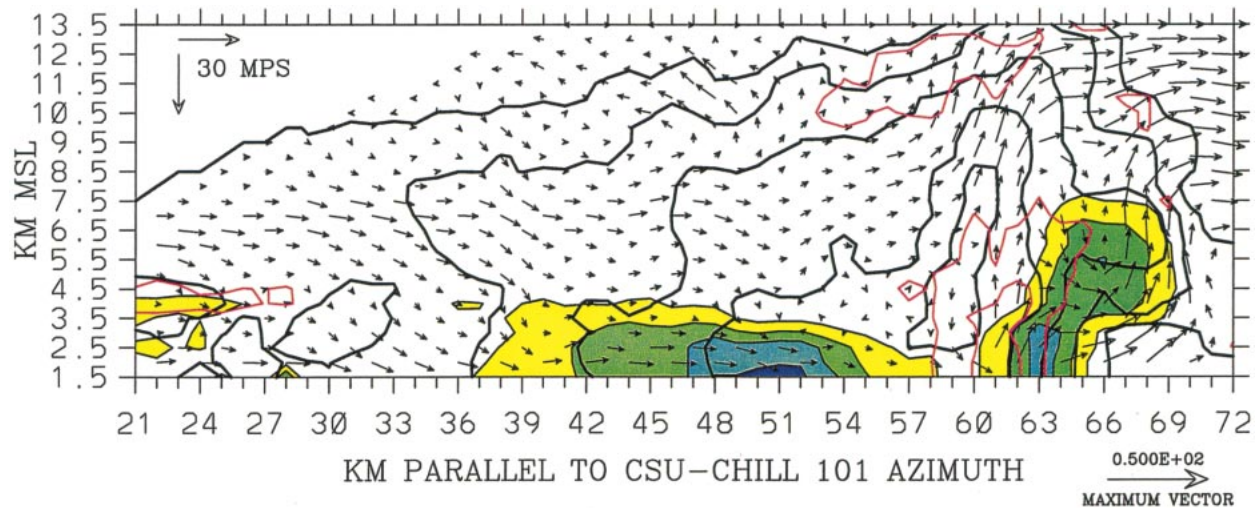 13.5
12.5
11.5
10.5
9.5
8.5
7.5
6.5
5.5
4.5
3.5
2.5
1.5
KM MSL
30 MPS
21 24 27 30 33 36 39 42 45 48 51 54 57 60 63 66 69 72
KM PARALLEL TO CSU-CHILL 101 AZIMUTH
0.500E+02
MAXIMUM VECTOR